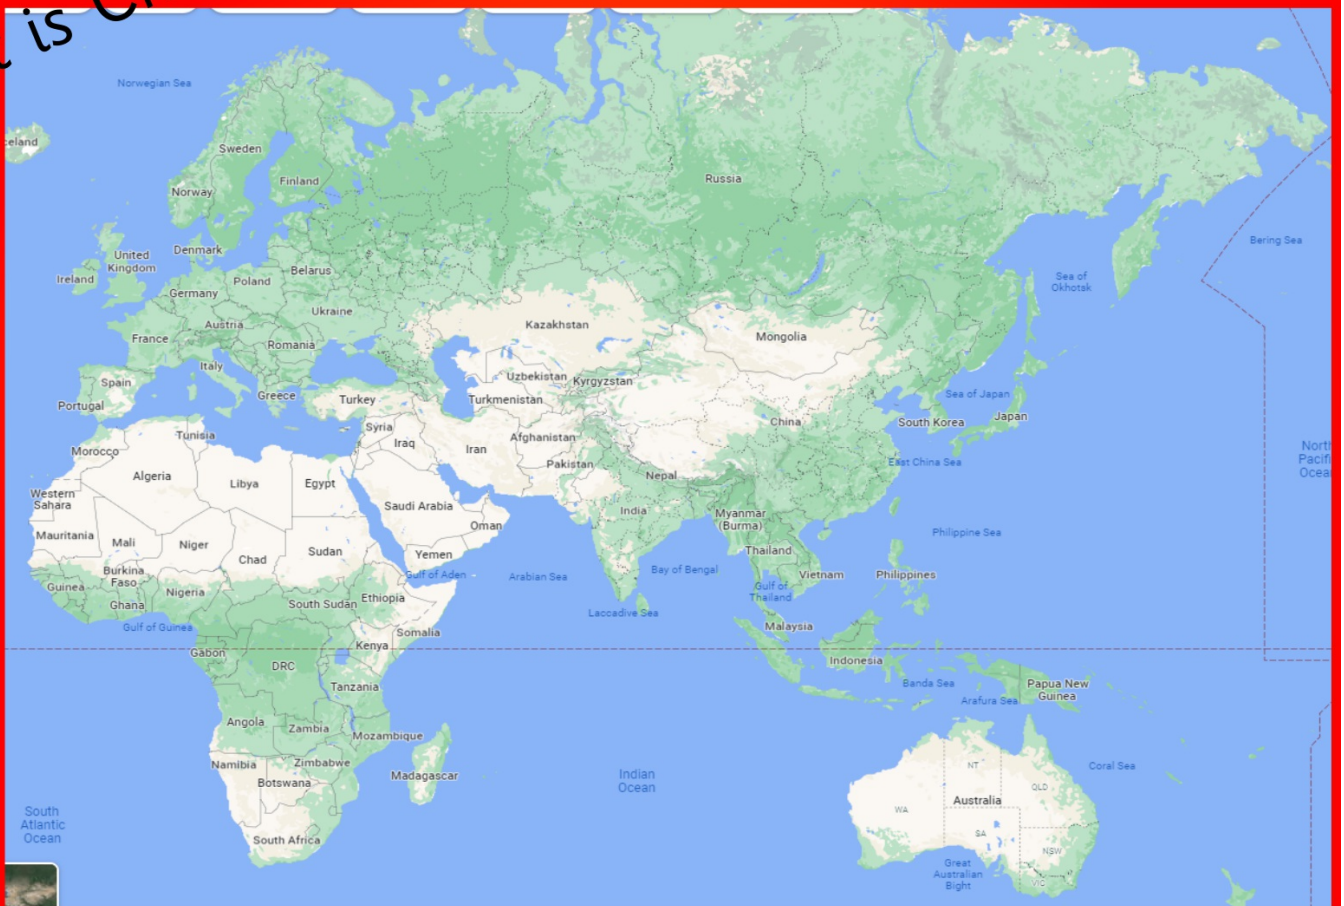 is
Norwegian Sea
Sweden
Finland
Norway
Russia
Denmark
United
Kingdom
Ireland
Poland
Belarus
Germany
Ukraine
Austria
France
Romania
Italy
Spain
Portugal
Greece
Turkey
Bering Sea
Sea of
Okhotsk
Kazakhstan
Mongolia
Uzbekistan
Kyrgyzstan
Turkmenistan
Sea of Japan
South Korea
Japan
China
Tunisia
Morocco
Syria
Iraq
Iran
Afghanistan
Pakistan
Nepal
East China Sea
Algeria
Libya
Egypt
Western
Sahara
Saudi Arabia
Oman
India
Myanmar
(Burma)
Mauritania
Mali
Niger
Chad
Sudan
Yemen
Thailand
Philippine Sea
Burkina
Faso
Guinea
Ghana
Nigeria
South Sudan
Ethiopia
Gulf of Aden
Arabian Sea
Bay of Bengal
Gulf of
Thailand
Vietnam
Philippines
Laccadive Sea
Gulf of Guinea
Somalia
Malaysia
Gabon
DRC
Kenya
Indonesia
Tanzania
Banda Sea
Arafura Sea
Papua New
Guinea
Angola
Zambia
Mozambique
Namibia
Zimbabwe
Botswana
Madagascar
Indian
Ocean
South Africa
South
Atlantic
Ocean
Coral Sea
NT
QLD
Australia
WA
SA
NSW
VIC
Great
Australian
Bight